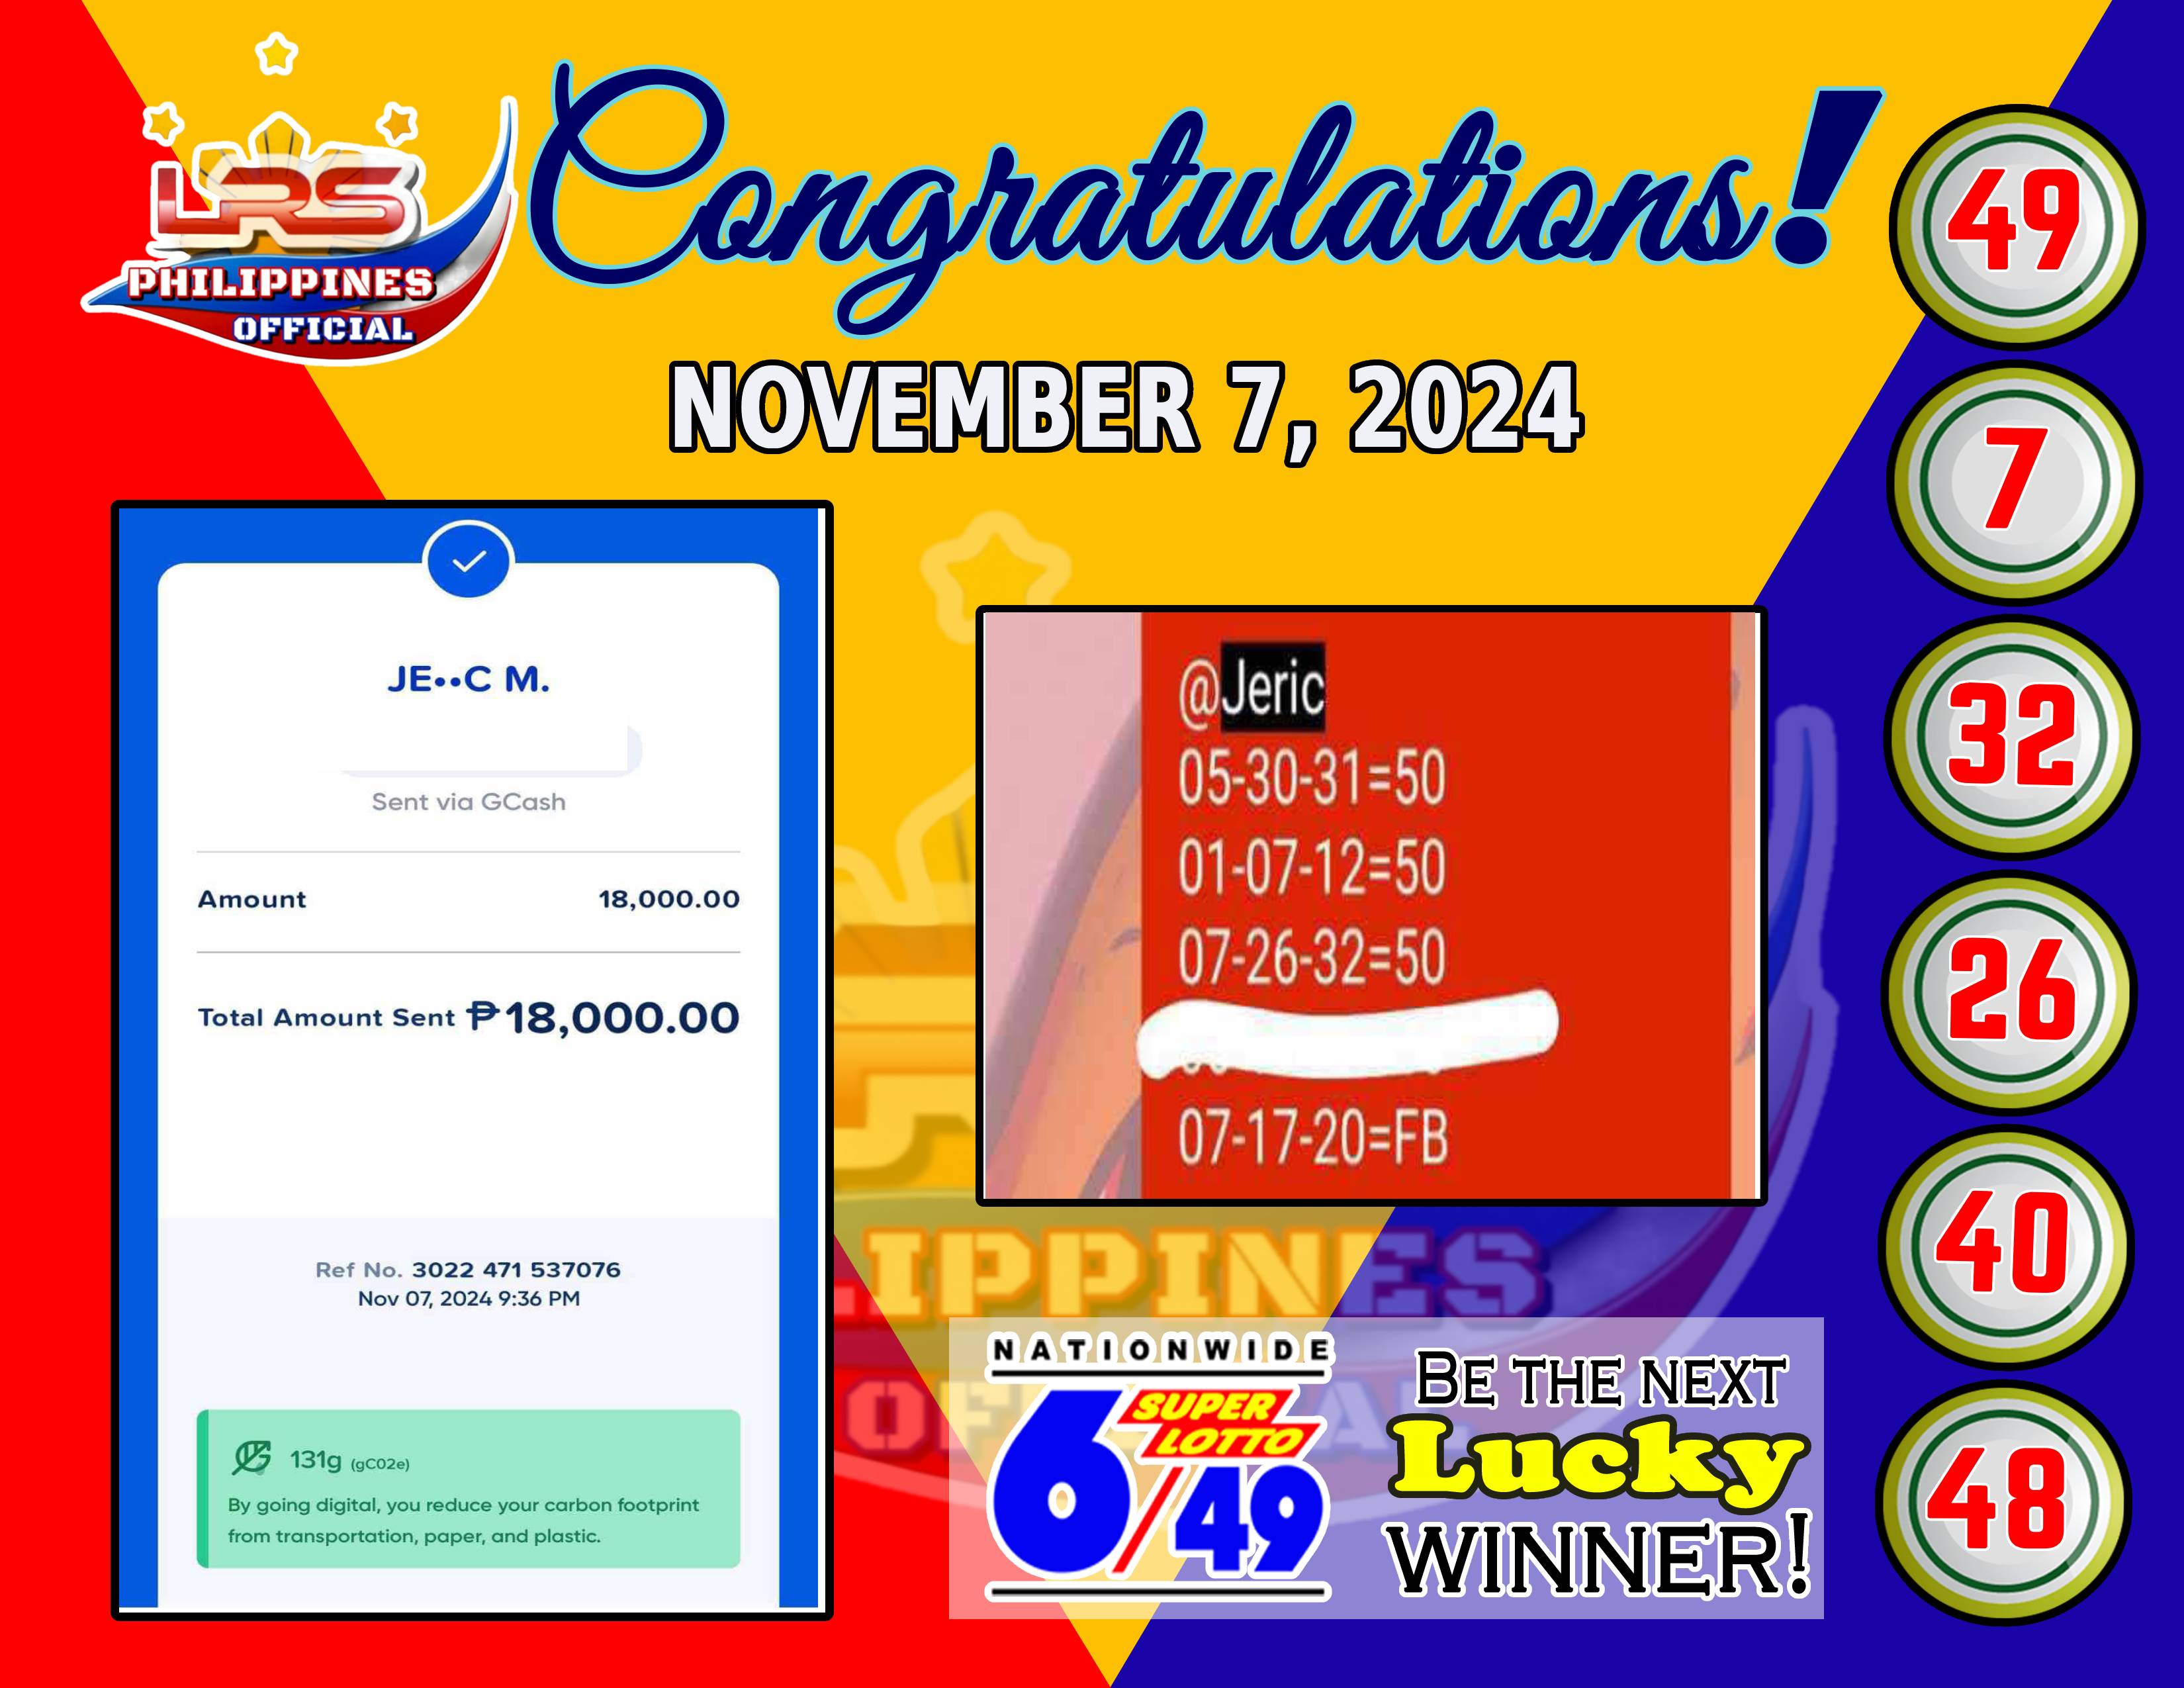 LRS
PHILIPPINES
OFFICIAL
Congratulations!
NOVEMBER 7, 2024
JE••C M.
Sent via GCash
Amount 18,000.00
Total Amount Sent ₱18,000.00
Ref No. 3022 471 537076
Nov 07, 2024 9:36 PM
131g (gCO2e)
By going digital, you reduce your carbon footprint
from transportation, paper, and plastic.
@Jeric
05-30-31=50
01-07-12=50
07-26-32=50
07-17-20=FB
NATIONWIDE
SUPER
LOTTO
6/49
BE THE NEXT
Lucky
WINNER!
49
7
32
26
40
48